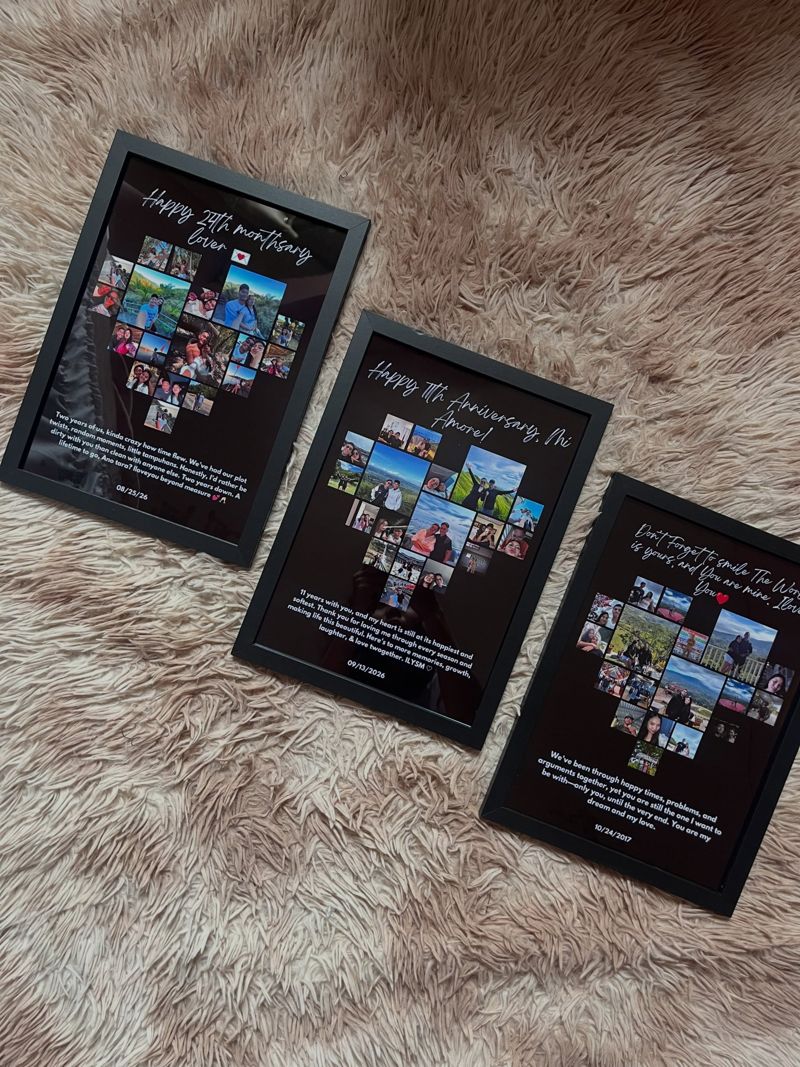 Happy 24th monthsary
lover 💌
Two years of us, kinda crazy how time flew. We've had our plot
twists, random moments, little tampuhans. Honestly, I'd rather be
dirty with you than clean with anyone else. Two years down. A
lifetime to go, Ano tara? Iloveyou beyond measure
08/25/26
Happy 11th Anniversary, Mi
Amore!
11 years with you, and my heart is still at its happiest and
softest. Thank you for loving me through every season and
making life this beautiful. Here's to more memories, growth,
laughter, & love twegether. ILYSM ♡
09/13/2026
Don't Forget to smile The
is yours, and You are mine.
You❤️
We've been through happy times, problems, and
arguments together, yet you are still the one I want to
be with—only you, until the very end. You are my
dream and my love.
10/24/2017